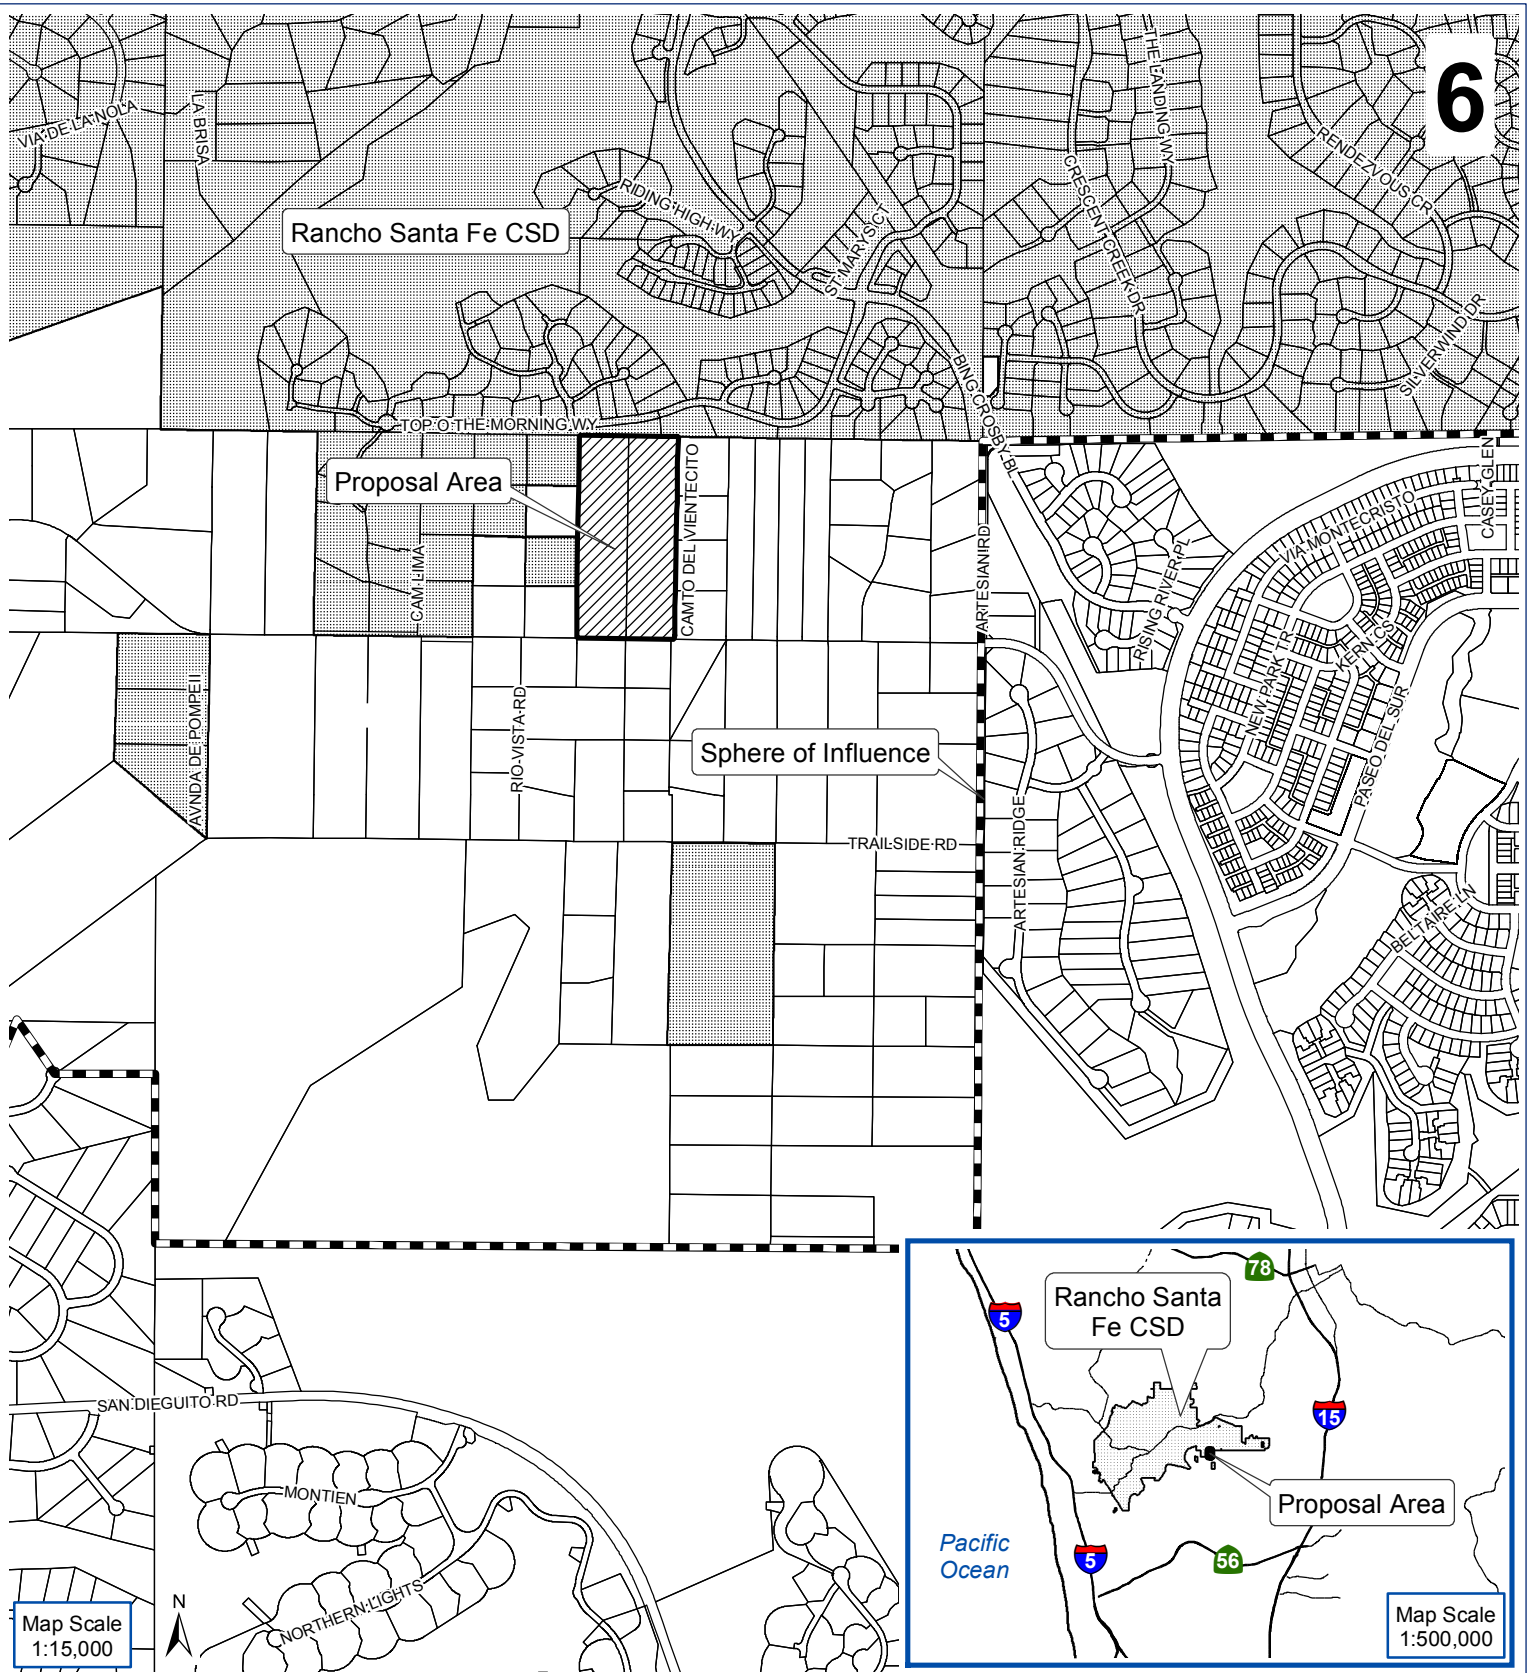 6
VIA DE LA NOLA
LA BRISA
THE LANDING WY
RENDEZVOUS CR
RIDING HIGH WY
CRESCENT CREEK DR
Rancho Santa Fe CSD
ST MARYS CT
SILVERWIND DR
BING CROSBY BL
TOP O THE MORNING WY
Proposal Area
CAMTO DEL VIENTECITO
CASEY GLEN
VIA MONTECRISTO
CAM LIMA
ARTESIAN RD
RISING RIVER PL
KERN CS
NEW PARK TR
AVNDA DE POMPEII
RIO VISTA RD
PASEO DEL SUR
Sphere of Influence
TRAILSIDE RD
ARTESIAN RIDGE
BELTAIRE LN
SAN DIEGUITO RD
MONTIEN
NORTHERN LIGHTS
N
Map Scale
1:15,000
78
5
Rancho Santa
Fe CSD
15
Proposal Area
Pacific
Ocean
5
56
Map Scale
1:500,000